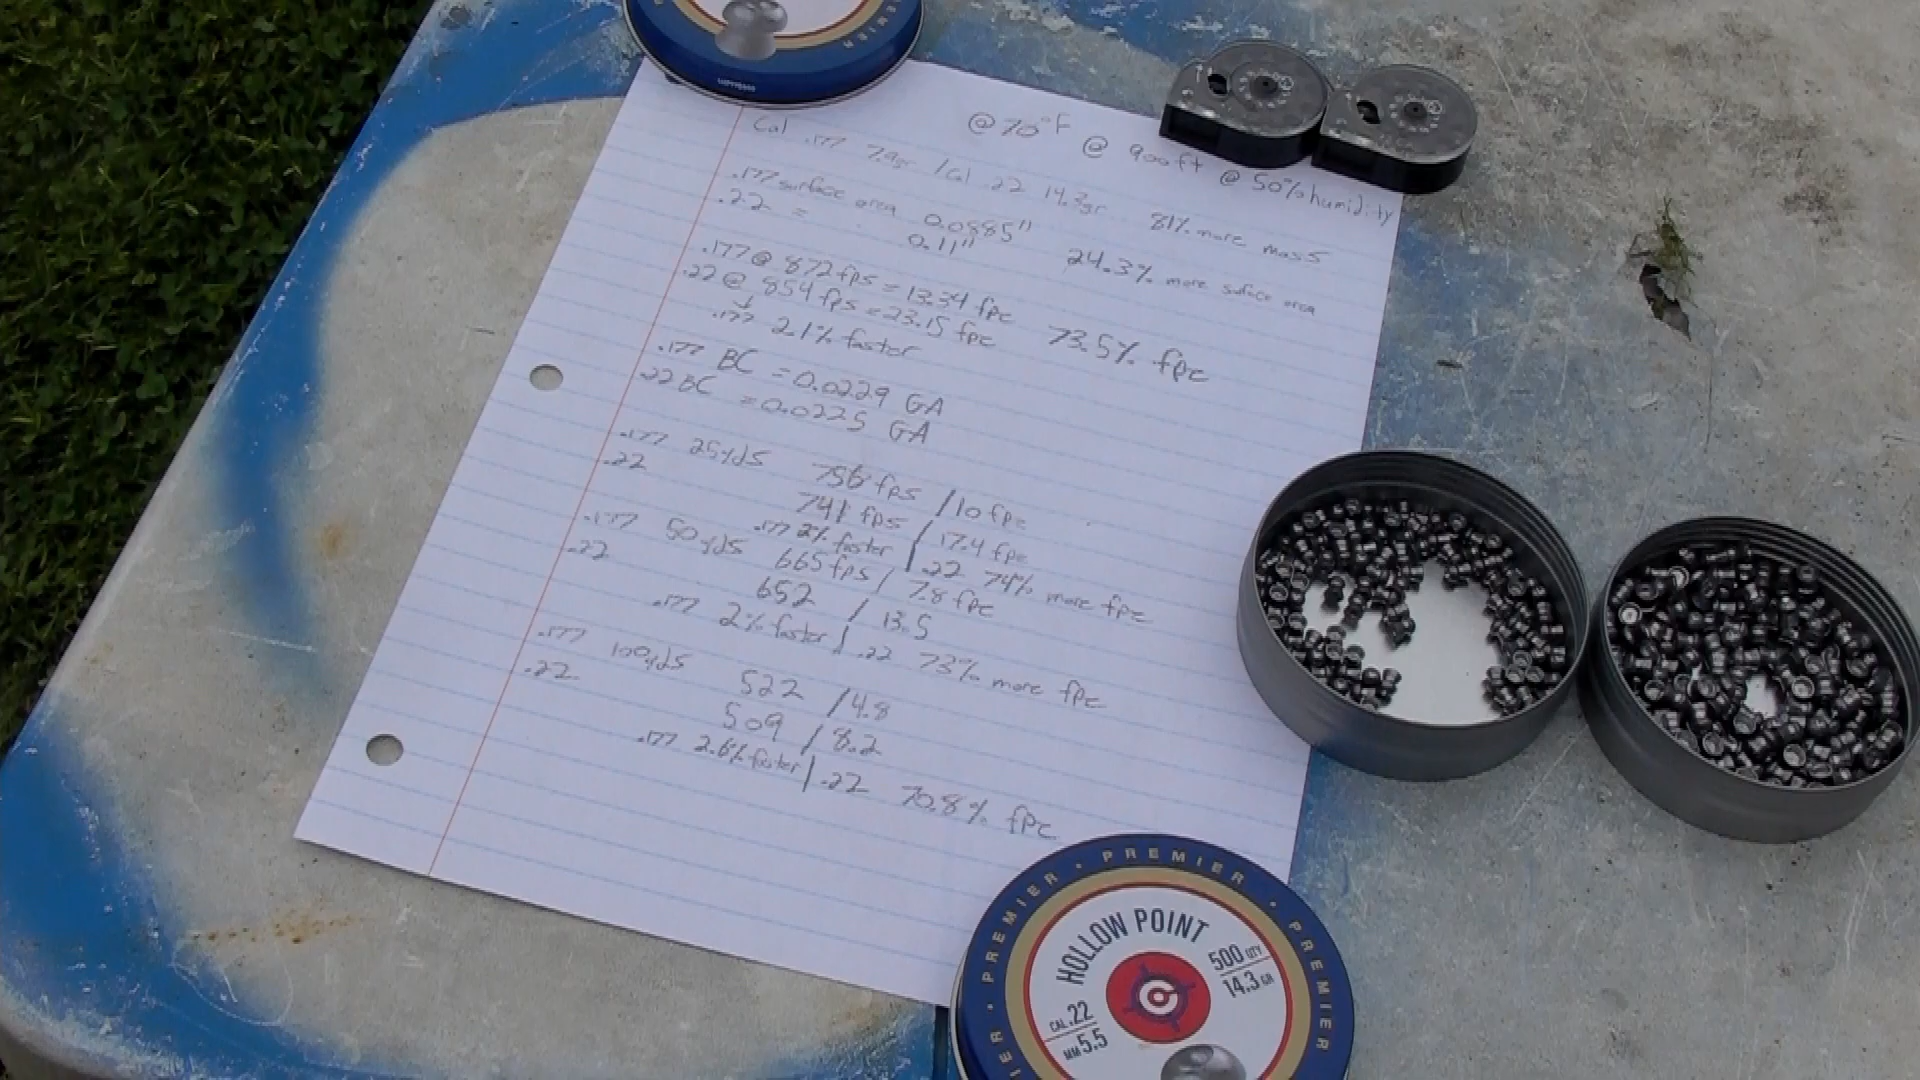 EMIER
@ 70°F @ 900ft @ 50% humidity
Cal .177 7.9gr / Cal .22 14.3gr 81% more mass
.177 surface area 0.0885"
.22 = 0.11" 24.3% more surface area
.177 @ 872 fps = 13.34 fpe
.22 @ 854 fps = 23.15 fpe 73.5% fpe
.177 2.1% faster
.177 BC = 0.0229 GA
.22 BC = 0.0225 GA
.177 25yds 756 fps / 10 fpe
.22 741 fps / 17.4 fpe
.177 2% faster | .22 74% more fpe
.177 50yds 665 fps / 7.8 fpe
.22 652 / 13.5
.177 2% faster | .22 73% more fpe
.177 100yds 522 / 4.8
.22 509 / 8.2
.177 2.6% faster | .22 70.8% fpe
IER • PREMIER • PREMIER • PREMIER • PREMIER
HOLLOW POINT
500 QTY
14.3 GR
CAL .22
MM 5.5